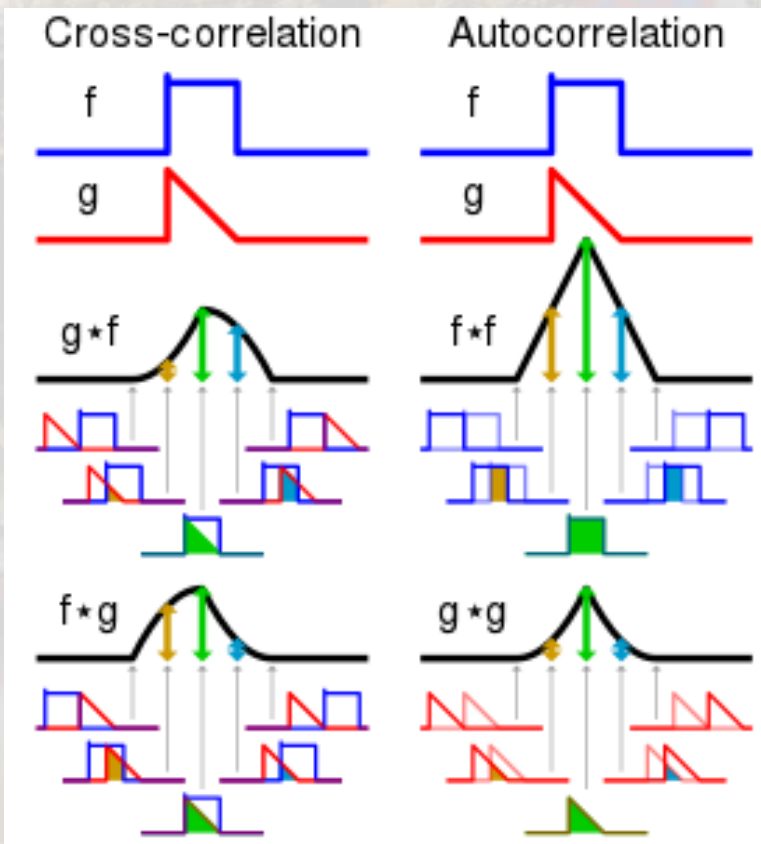 Cross-correlation
f
g
g⋆f
f⋆g
Autocorrelation
f
g
f⋆f
g⋆g